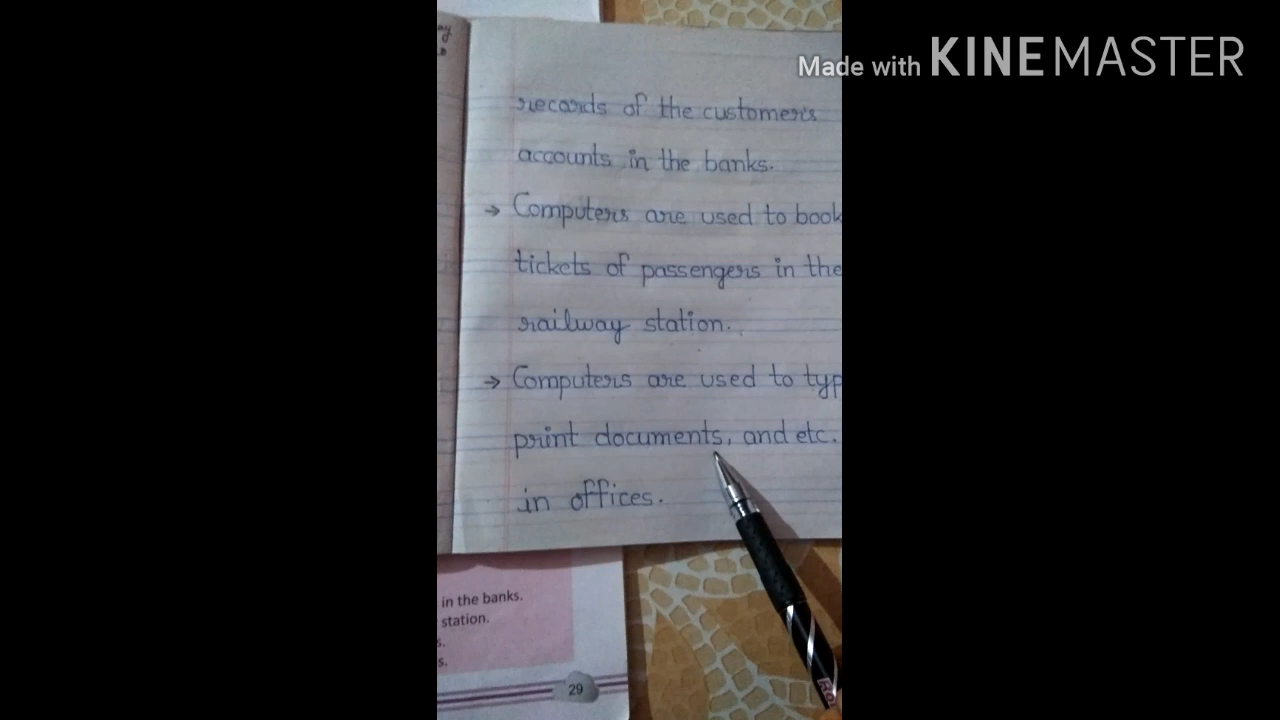 Made with KINEMASTER
records of the customer's
accounts in the banks.
→ Computers are used to book
tickets of passengers in the
railway station.
→ Computers are used to typ
print documents, and etc.
in offices.
in the banks.
station.
s.
s.
29